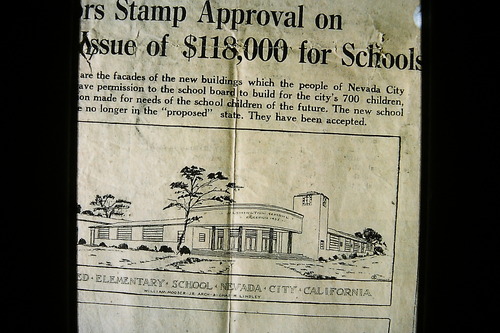 rs Stamp Approval on
Issue of $118,000 for Schools
are the facades of the new buildings which the people of Nevada City
ave permission to the school board to build for the city's 700 children,
on made for needs of the school children of the future. The new school
e no longer in the "proposed" state. They have been accepted.
ED · ELEMENTARY · SCHOOL · NEVADA · CITY · CALIFORNIA